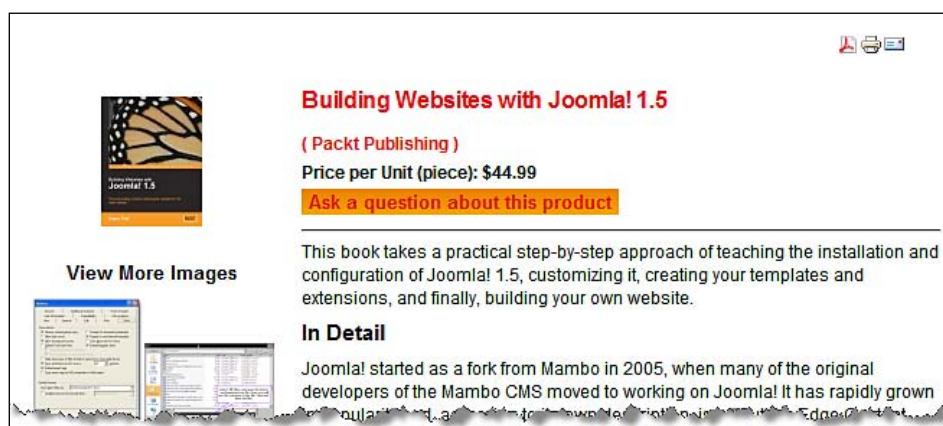 Building Websites with Joomla! 1.5
( Packt Publishing )
Price per Unit (piece): $44.99
Ask a question about this product
Building Websites with
Joomla! 1.5
This book takes a practical step-by-step approach of teaching the installation and
configuration of Joomla! 1.5, customizing it, creating your templates and
extensions, and finally, building your own website.
View More Images
In Detail
Joomla! started as a fork from Mambo in 2005, when many of the original
developers of the Mambo CMS moved to working on Joomla! It has rapidly grown